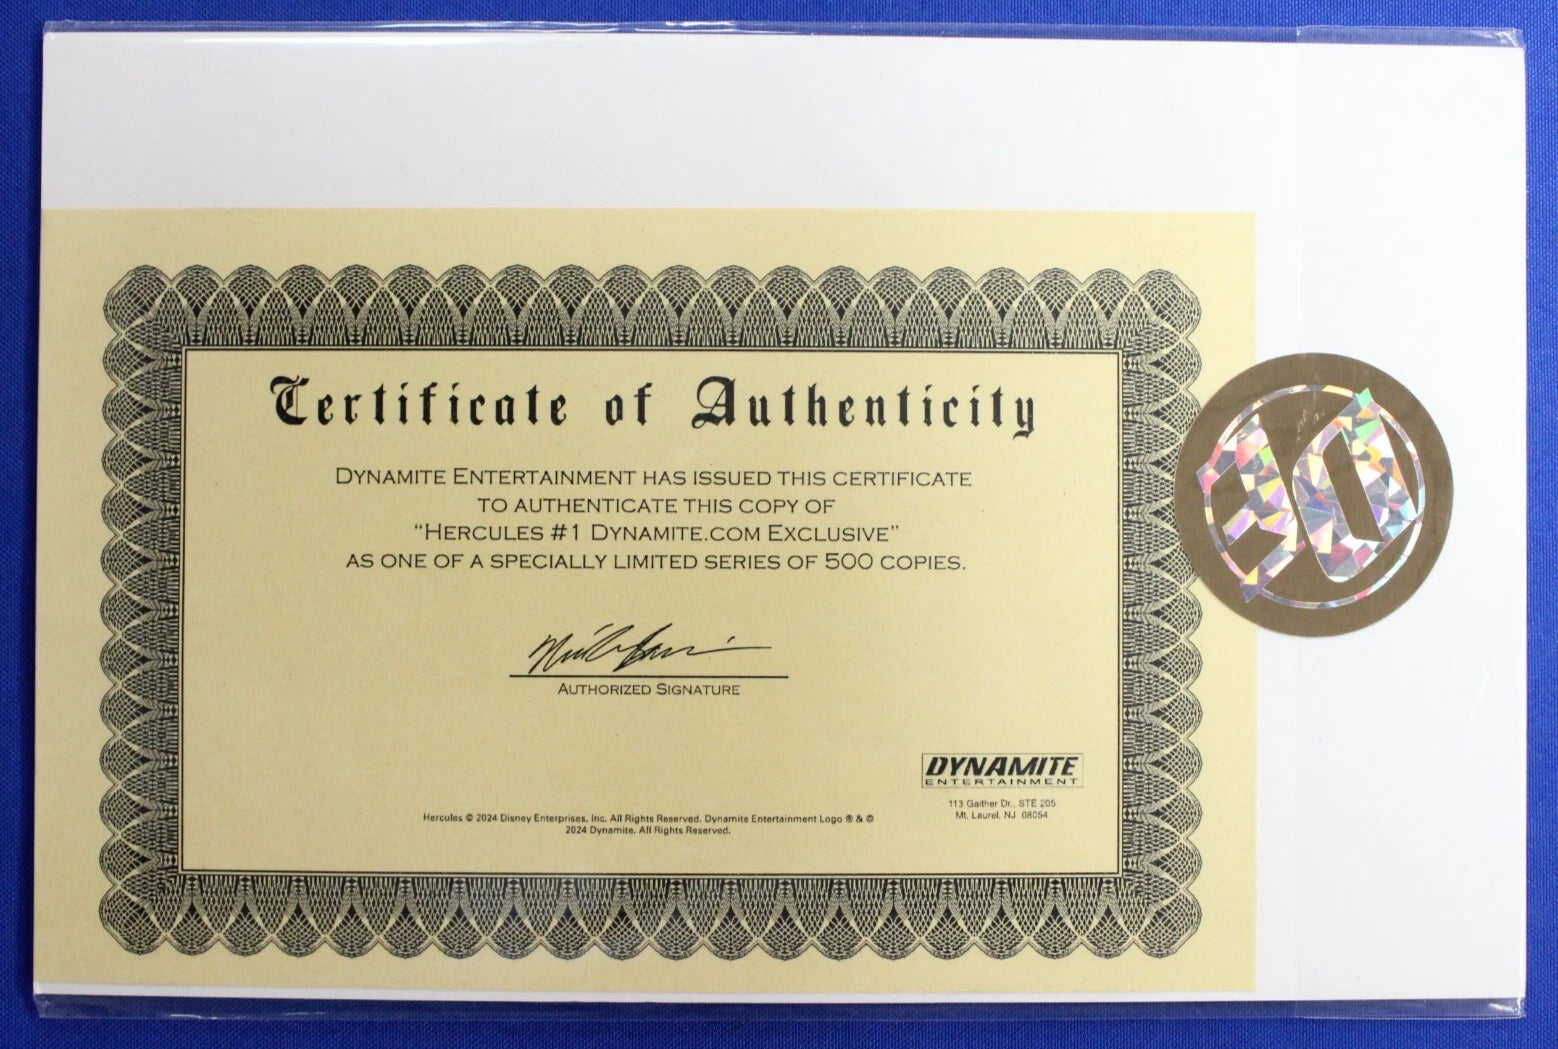 Certificate of Authenticity
DYNAMITE ENTERTAINMENT HAS ISSUED THIS CERTIFICATE
TO AUTHENTICATE THIS COPY OF
“HERCULES #1 DYNAMITE.COM EXCLUSIVE”
AS ONE OF A SPECIALLY LIMITED SERIES OF 500 COPIES.
AUTHORIZED SIGNATURE
DYNAMITE
ENTERTAINMENT
113 Gaither Dr., STE 205
Mt. Laurel, NJ 08054
Hercules © 2024 Disney Enterprises, Inc. All Rights Reserved. Dynamite Entertainment Logo ® & ©
2024 Dynamite. All Rights Reserved.